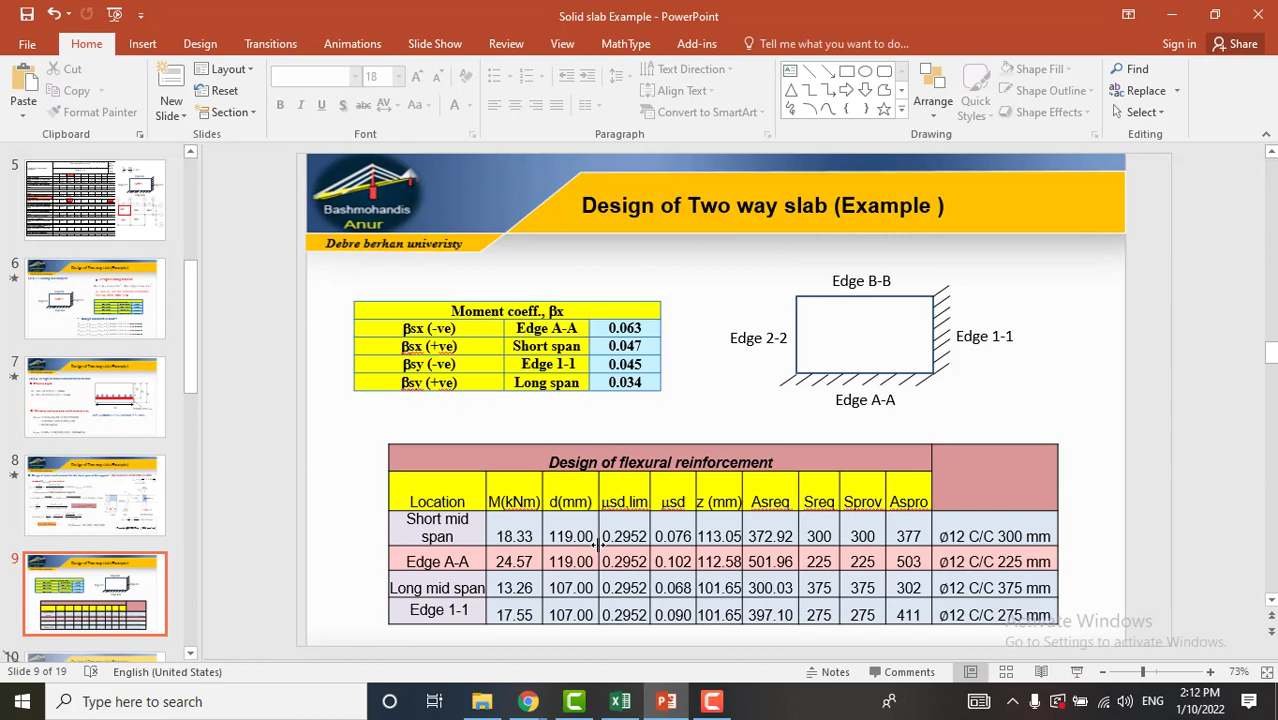 Solid slab Example - PowerPoint
File Home Insert Design Transitions Animations Slide Show Review View MathType Add-ins Tell me what you want to do... Sign in Share
Paste Cut Copy Format Painter Clipboard
New Slide Layout Reset Section Slides
18 Font
Text Direction Align Text Convert to SmartArt Paragraph
Arrange Quick Styles Shape Fill Shape Outline Shape Effects Drawing
Find Replace Select Editing
5
6
7
8
9
10
Bashmohandis
Anur
Debre berhan univeristy
Design of Two way slab (Example )
Moment coeff., βx
βsx (-ve) Edge A-A 0.063
βsx (+ve) Short span 0.047
βsy (-ve) Edge 1-1 0.045
βsy (+ve) Long span 0.034
Edge B-B
Edge 2-2
Edge 1-1
Edge A-A
Design of flexural reinforcement
Location M(kNm) d(mm) μsd,lim μsd z (mm) Asreq Sreq Sprov Aspro
Short mid
span 18.33 119.00 0.2952 0.076 113.05 372.92 300 300 377 ø12 C/C 300 mm
Edge A-A 24.57 119.00 0.2952 0.102 112.58 501.96 225 225 503 ø12 C/C 225 mm
Long mid span 13.26 107.00 0.2952 0.068 101.65 300.03 375 375 302 ø12 C/C 375 mm
Edge 1-1 17.55 107.00 0.2952 0.090 101.65 397.10 275 275 411 ø12 C/C 275 mm
Activate Windows
Go to Settings to activate Windows.
Slide 9 of 19 English (United States) Notes Comments 73%
Type here to search
ENG
2:12 PM
1/10/2022